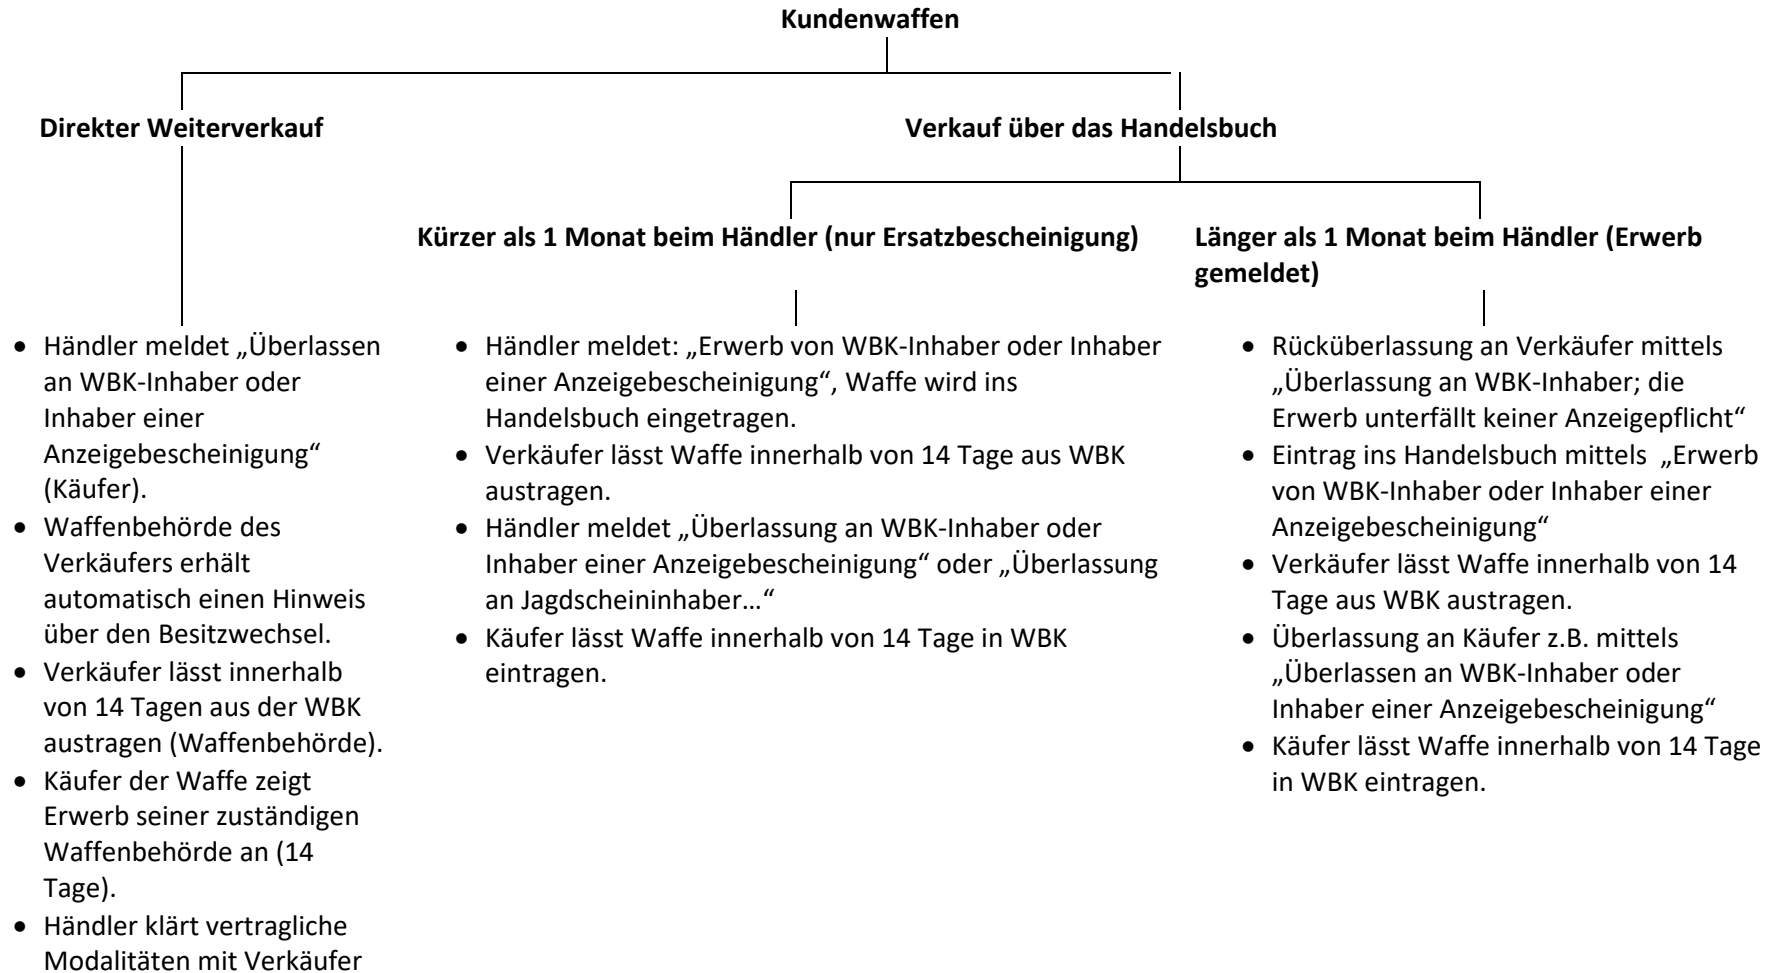 Kundenwaffen
Direkter Weiterverkauf
Verkauf über das Handelsbuch
Kürzer als 1 Monat beim Händler (nur Ersatzbescheinigung)
Länger als 1 Monat beim Händler (Erwerb
gemeldet)
• Händler meldet „Überlassen
an WBK-Inhaber oder
Inhaber einer
Anzeigebescheinigung“
(Käufer).
• Waffenbehörde des
Verkäufers erhält
automatisch einen Hinweis
über den Besitzwechsel.
• Verkäufer lässt innerhalb
von 14 Tagen aus der WBK
austragen (Waffenbehörde).
• Käufer der Waffe zeigt
Erwerb seiner zuständigen
Waffenbehörde an (14
Tage).
• Händler klärt vertragliche
Modalitäten mit Verkäufer
• Händler meldet: „Erwerb von WBK-Inhaber oder Inhaber
einer Anzeigebescheinigung“, Waffe wird ins
Handelsbuch eingetragen.
• Verkäufer lässt Waffe innerhalb von 14 Tage aus WBK
austragen.
• Händler meldet „Überlassung an WBK-Inhaber oder
Inhaber einer Anzeigebescheinigung“ oder „Überlassung
an Jagdscheininhaber…“
• Käufer lässt Waffe innerhalb von 14 Tage in WBK
eintragen.
• Rücküberlassung an Verkäufer mittels
„Überlassung an WBK-Inhaber; die
Erwerb unterfällt keiner Anzeigepflicht“
• Eintrag ins Handelsbuch mittels „Erwerb
von WBK-Inhaber oder Inhaber einer
Anzeigebescheinigung“
• Verkäufer lässt Waffe innerhalb von 14
Tage aus WBK austragen.
• Überlassung an Käufer z.B. mittels
„Überlassen an WBK-Inhaber oder
Inhaber einer Anzeigebescheinigung“
• Käufer lässt Waffe innerhalb von 14 Tage
in WBK eintragen.